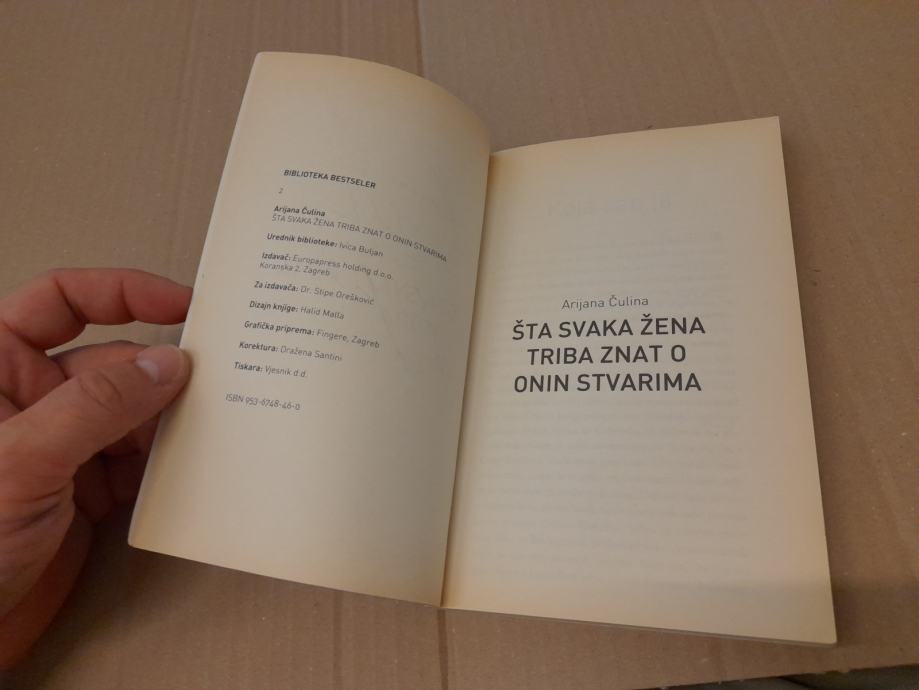 BIBLIOTEKA BESTSELER
2
Arijana Čulina
ŠTA SVAKA ŽENA TRIBA ZNAT O ONIN STVARIMA
Urednik biblioteke: Ivica Buljan
Izdavač: Europapress holding d.o.o.
Koranska 2, Zagreb
Za izdavača: Dr. Stipe Orešković
Dizajn knjige: Halid Malla
Grafička priprema: Fingere, Zagreb
Korektura: Dražena Santini
Tiskara: Vjesnik d.d.
ISBN 953-6748-46-0
Arijana Čulina
ŠTA SVAKA ŽENA
TRIBA ZNAT O
ONIN STVARIMA